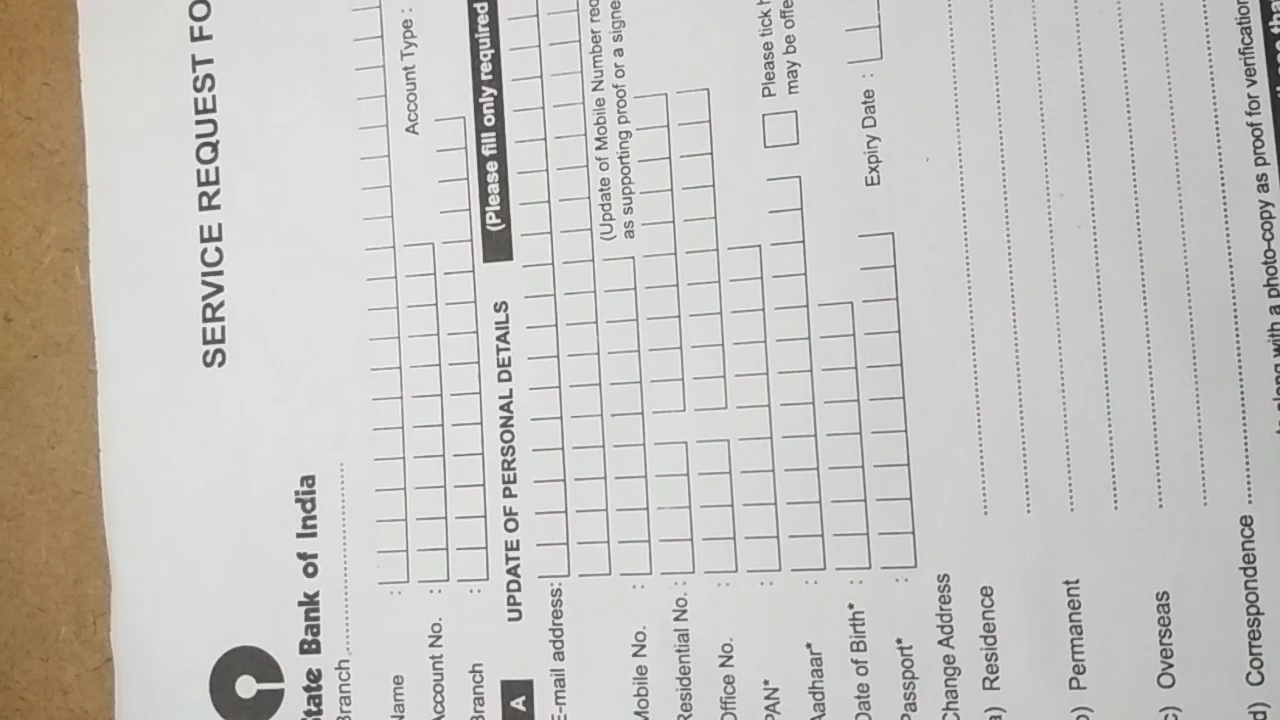 SERVICE REQUEST FO
State Bank of India
Branch
Name :
Account Type :
Account No. :
Branch :
A UPDATE OF PERSONAL DETAILS (Please fill only required
E-mail address:
(Update of Mobile Number req
Mobile No. : as supporting proof or a signe
Residential No. :
Office No. :
PAN* : Please tick h
may be offe
Aadhaar* :
Date of Birth* : Expiry Date :
Passport* :
Change Address
a) Residence
b) Permanent
c) Overseas
d) Correspondence
along with a photo-copy as proof for verification